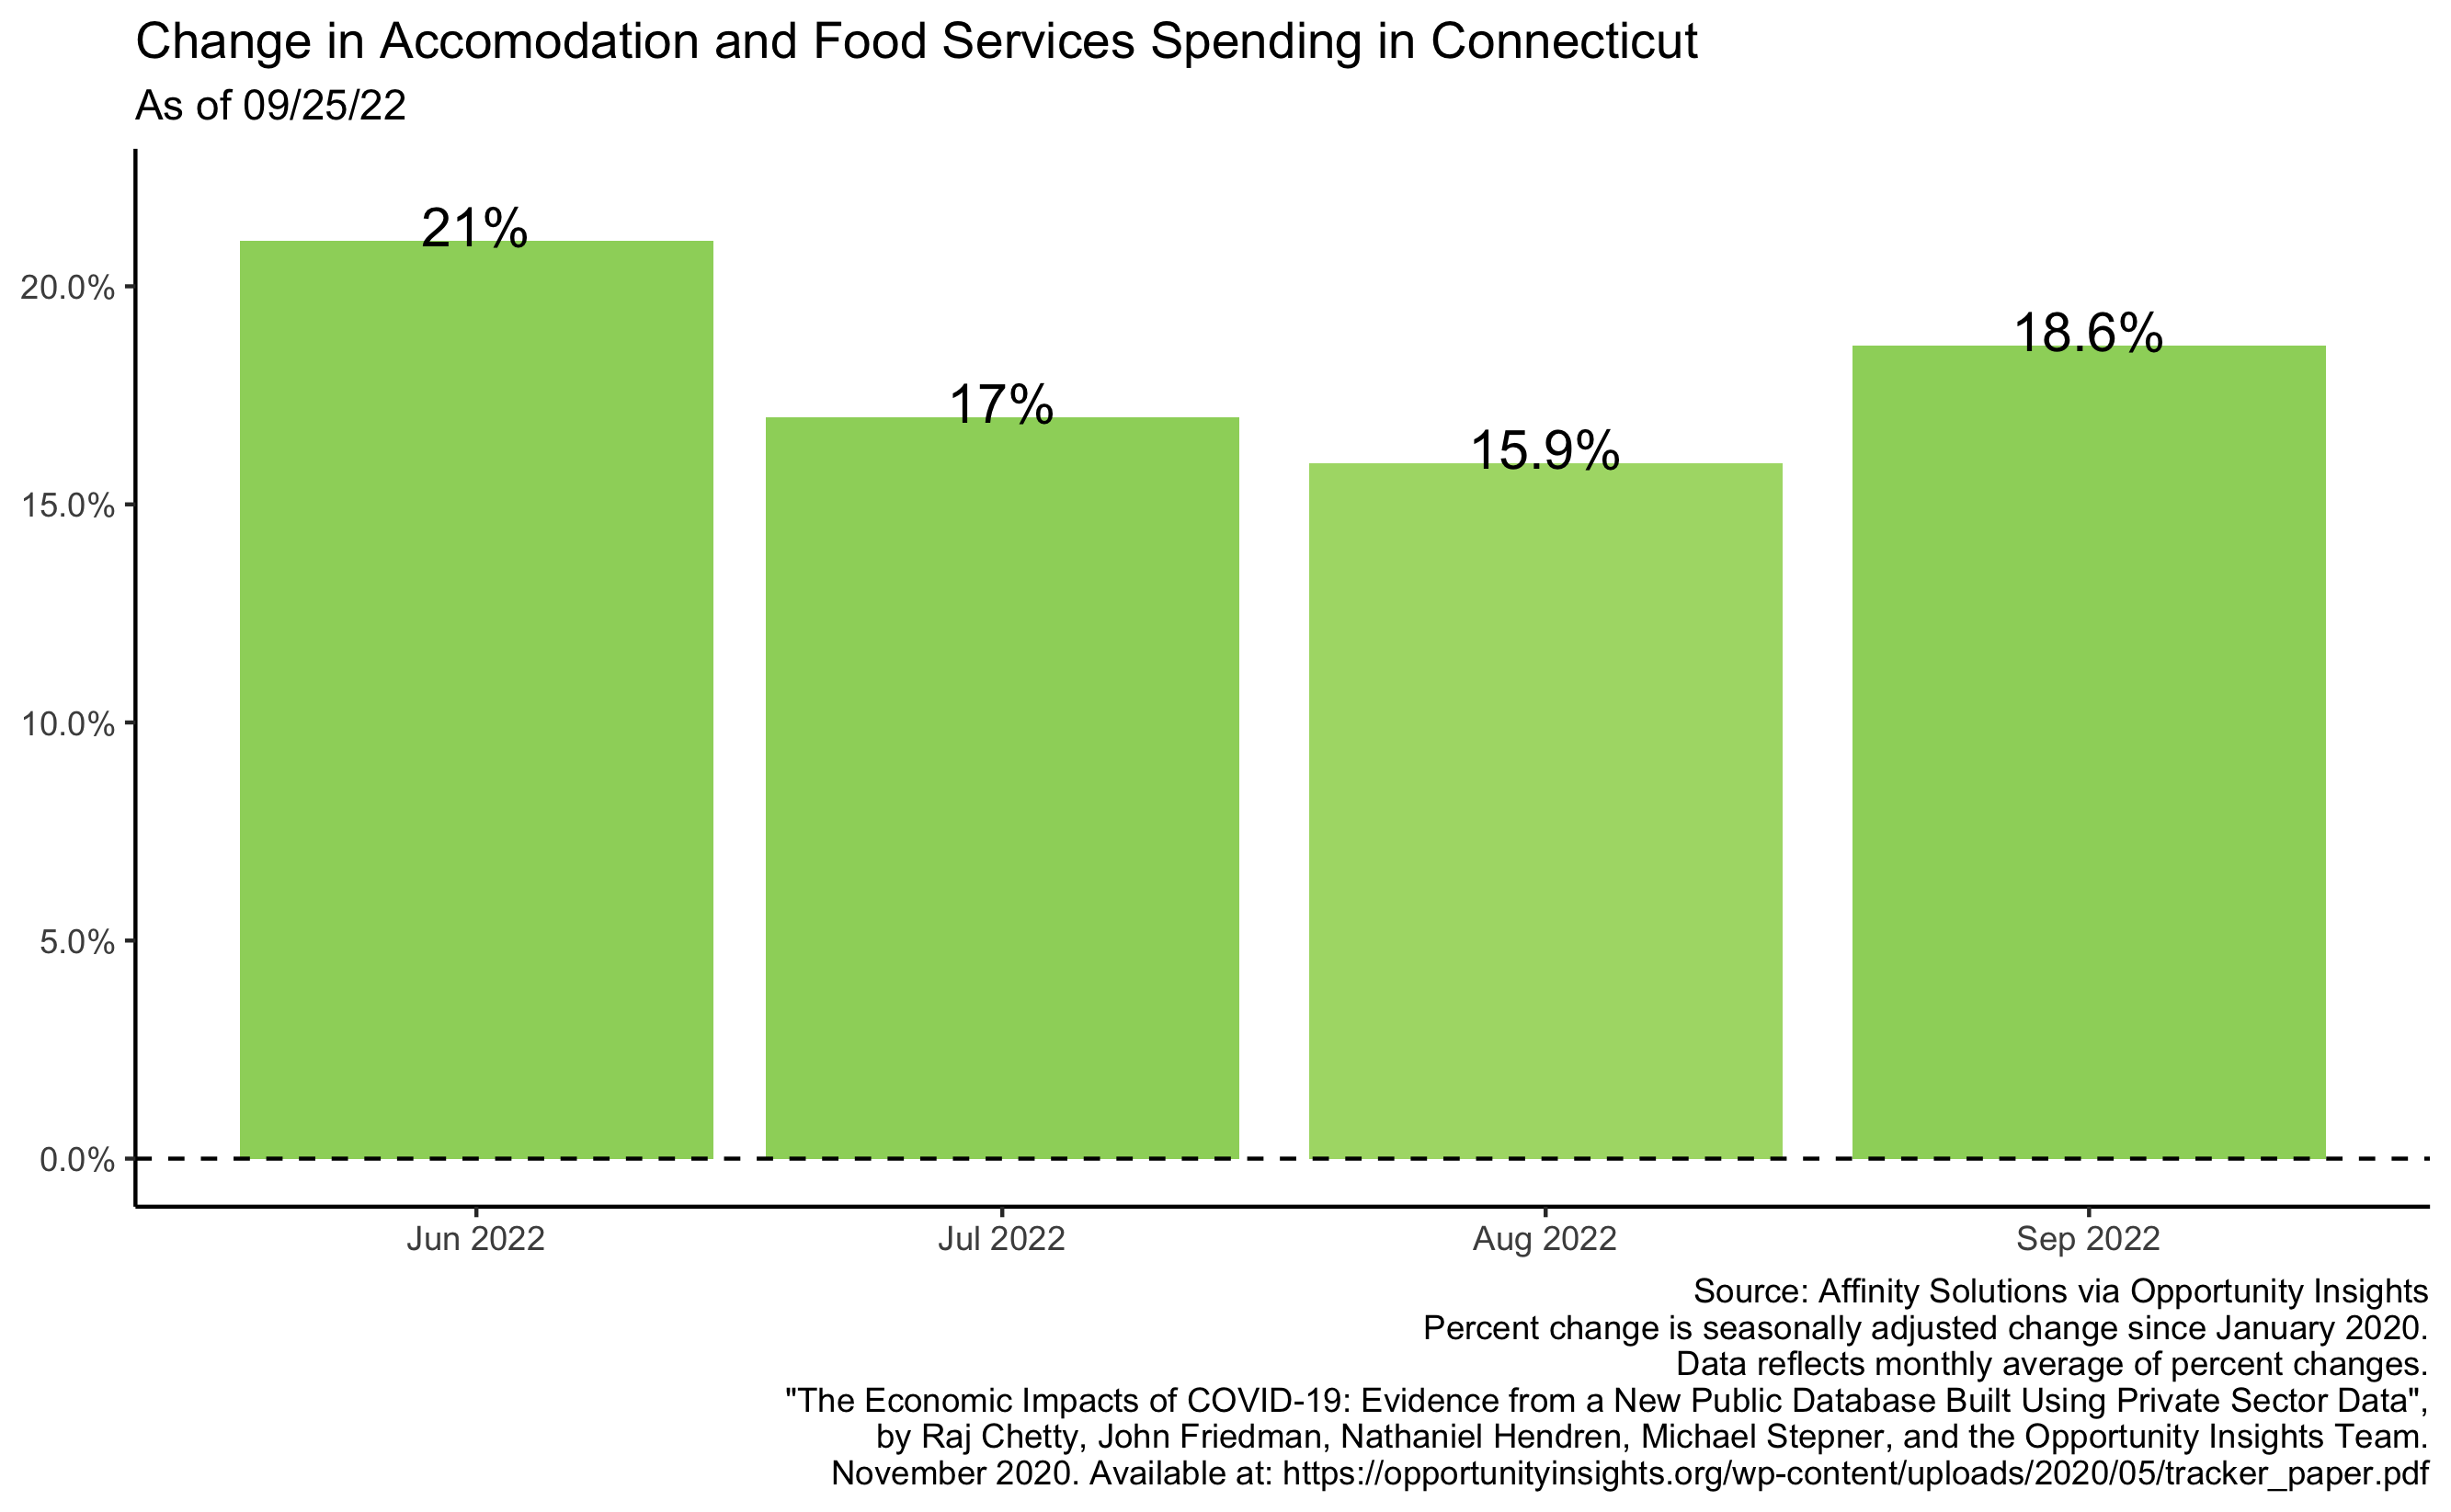 Change in Accomodation and Food Services Spending in Connecticut
As of 09/25/22
21%
17%
15.9%
18.6%
20.0%
15.0%
10.0%
5.0%
0.0%
Jun 2022
Jul 2022
Aug 2022
Sep 2022
Source: Affinity Solutions via Opportunity Insights
Percent change is seasonally adjusted change since January 2020.
Data reflects monthly average of percent changes.
"The Economic Impacts of COVID-19: Evidence from a New Public Database Built Using Private Sector Data",
by Raj Chetty, John Friedman, Nathaniel Hendren, Michael Stepner, and the Opportunity Insights Team.
November 2020. Available at: https://opportunityinsights.org/wp-content/uploads/2020/05/tracker_paper.pdf